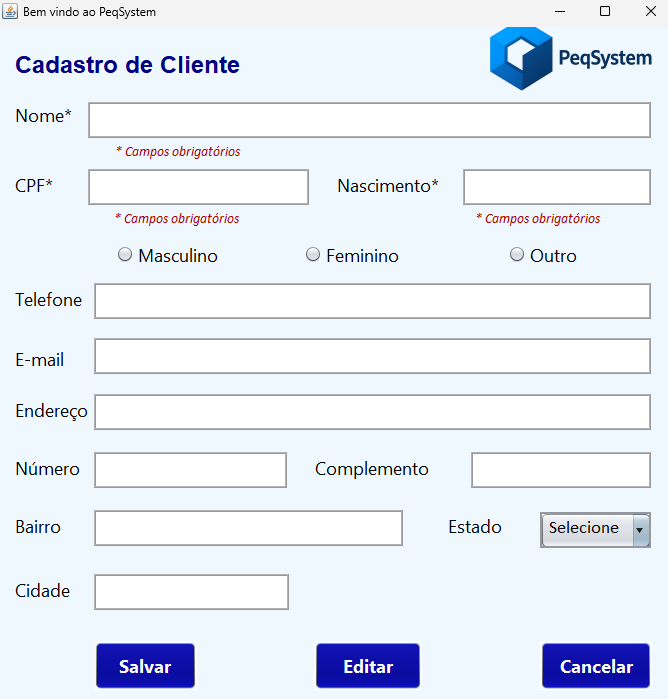 Bem vindo ao PeqSystem
Cadastro de Cliente
PeqSystem
Nome*
* Campos obrigatórios
CPF*
Nascimento*
* Campos obrigatórios
* Campos obrigatórios
Masculino
Feminino
Outro
Telefone
E-mail
Endereço
Número
Complemento
Bairro
Estado
Selecione
Cidade
Salvar
Editar
Cancelar